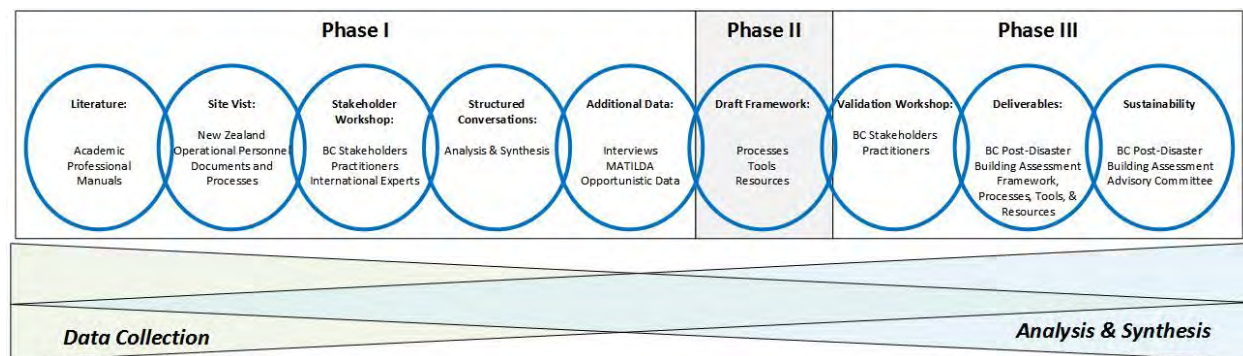 Phase I
Phase II
Phase III
Literature:
Academic
Professional
Manuals
Site Vist:
New Zealand
Operational Personnel
Documents and
Processes
Stakeholder
Workshop:
BC Stakeholders
Practitioners
International Experts
Structured
Conversations:
Analysis & Synthesis
Additional Data:
Interviews
MATILDA
Opportunistic Data
Draft Framework:
Processes
Tools
Resources
Validation Workshop:
BC Stakeholders
Practitioners
Deliverables:
BC Post-Disaster
Building Assessment
Framework,
Processes, Tools, &
Resources
Sustainability
BC Post-Disaster
Building Assessment
Advisory Committee
Data Collection
Analysis & Synthesis